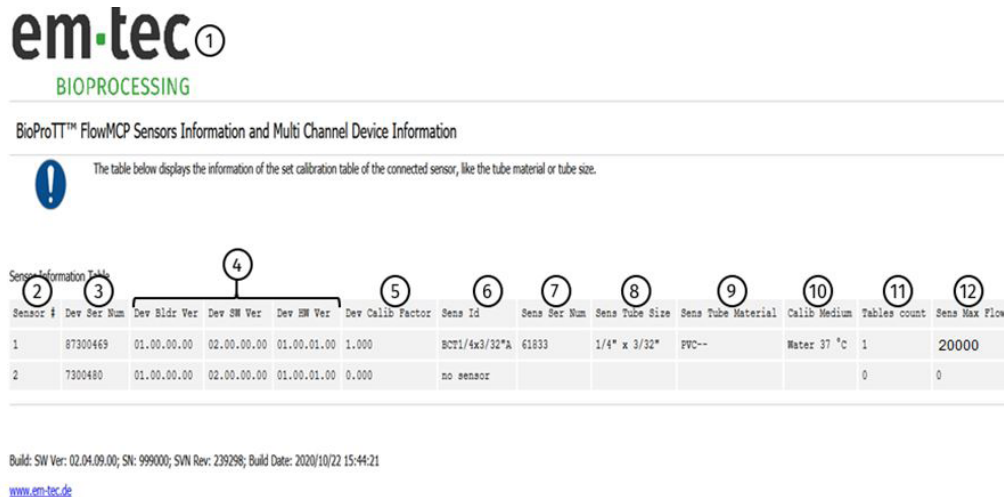 em·tec 1
BIOPROCESSING
BioProTT™ FlowMCP Sensors Information and Multi Channel Device Information
The table below displays the information of the set calibration table of the connected sensor, like the tube material or tube size.
Sensor Information Table
2 3 4 5 6 7 8 9 10 11 12
Sensor # Dev Ser Num Dev Bldr Ver Dev SW Ver Dev HW Ver Dev Calib Factor Sens Id Sens Ser Num Sens Tube Size Sens Tube Material Calib Medium Tables count Sens Max Flow
1 87300469 01.00.00.00 02.00.00.00 01.00.01.00 1.000 BCT1/4x3/32"A 61833 1/4" x 3/32" PVC-- Water 37 °C 1 20000
2 7300480 01.00.00.00 02.00.00.00 01.00.01.00 0.000 no sensor 0 0
Build: SW Ver: 02.04.09.00; SN: 999000; SVN Rev: 239298; Build Date: 2020/10/22 15:44:21
www.em-tec.de